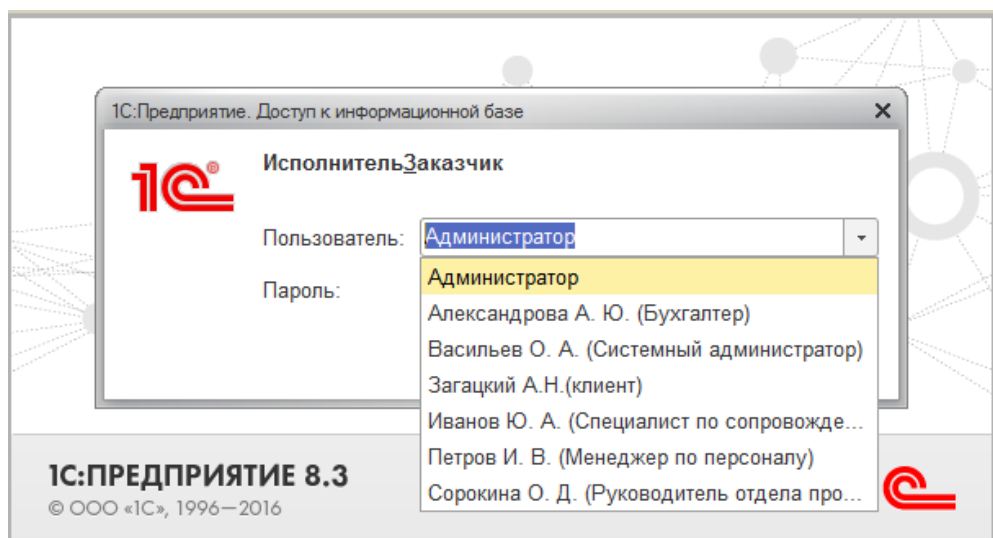 1С:Предприятие. Доступ к информационной базе
1С®
ИсполнительЗаказчик
Пользователь: Администратор
Пароль:
Администратор
Александрова А. Ю. (Бухгалтер)
Васильев О. А. (Системный администратор)
Загацкий А.Н.(клиент)
Иванов Ю. А. (Специалист по сопровожде...
Петров И. В. (Менеджер по персоналу)
Сорокина О. Д. (Руководитель отдела про...
1С:ПРЕДПРИЯТИЕ 8.3
© ООО «1С», 1996—2016